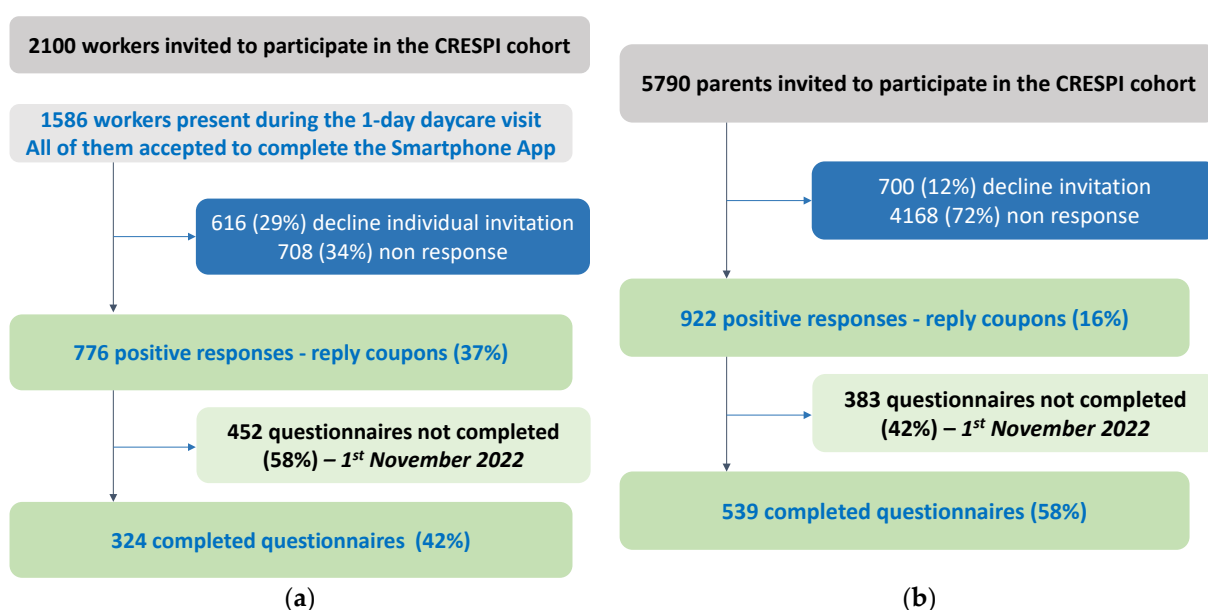 2100 workers invited to participate in the CRESPI cohort
1586 workers present during the 1-day daycare visit
All of them accepted to complete the Smartphone App
616 (29%) decline individual invitation
708 (34%) non response
776 positive responses - reply coupons (37%)
452 questionnaires not completed
(58%) – 1st November 2022
324 completed questionnaires (42%)
(a)
5790 parents invited to participate in the CRESPI cohort
700 (12%) decline invitation
4168 (72%) non response
922 positive responses - reply coupons (16%)
383 questionnaires not completed
(42%) – 1st November 2022
539 completed questionnaires (58%)
(b)